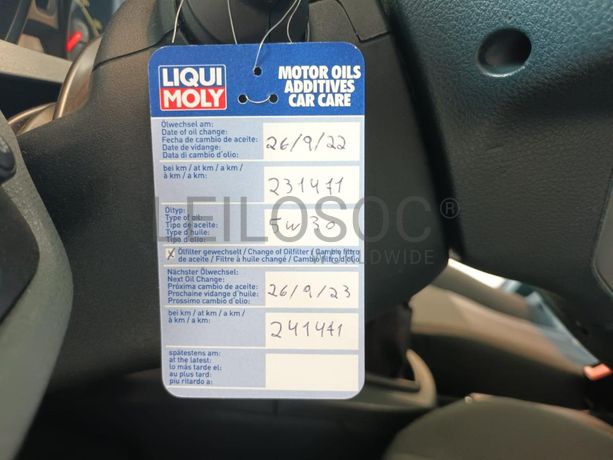 LIQUI
MOLY
MOTOR OILS
ADDITIVES
CAR CARE
Ölwechsel am:
Date of oil change:
Fecha de cambio de aceite:
Date de vidange:
Data di cambio d'olio:
26/9/22
bei km / at km / a km /
à km / a km:
231471
Öltyp:
Type of oil:
Tipo de aceite:
Type d'huile:
Tipo d'olio:
5w30
LEILOSOC®
WORLDWIDE
x Ölfilter gewechselt / Change of Oilfilter / Cambio filtro
de aceite / Filtre à huile changé / Cambio filtro d'olio
Nächster Ölwechsel:
Next Oil Change:
Próxima cambio de aceite:
Prochaine vidange d'huile:
Prossimo cambio d'olio:
26/9/23
bei km / at km / a km /
à km / a km:
241471
spätestens am:
at the latest:
lo más tarde el:
au plus tard:
piu ritardo a: